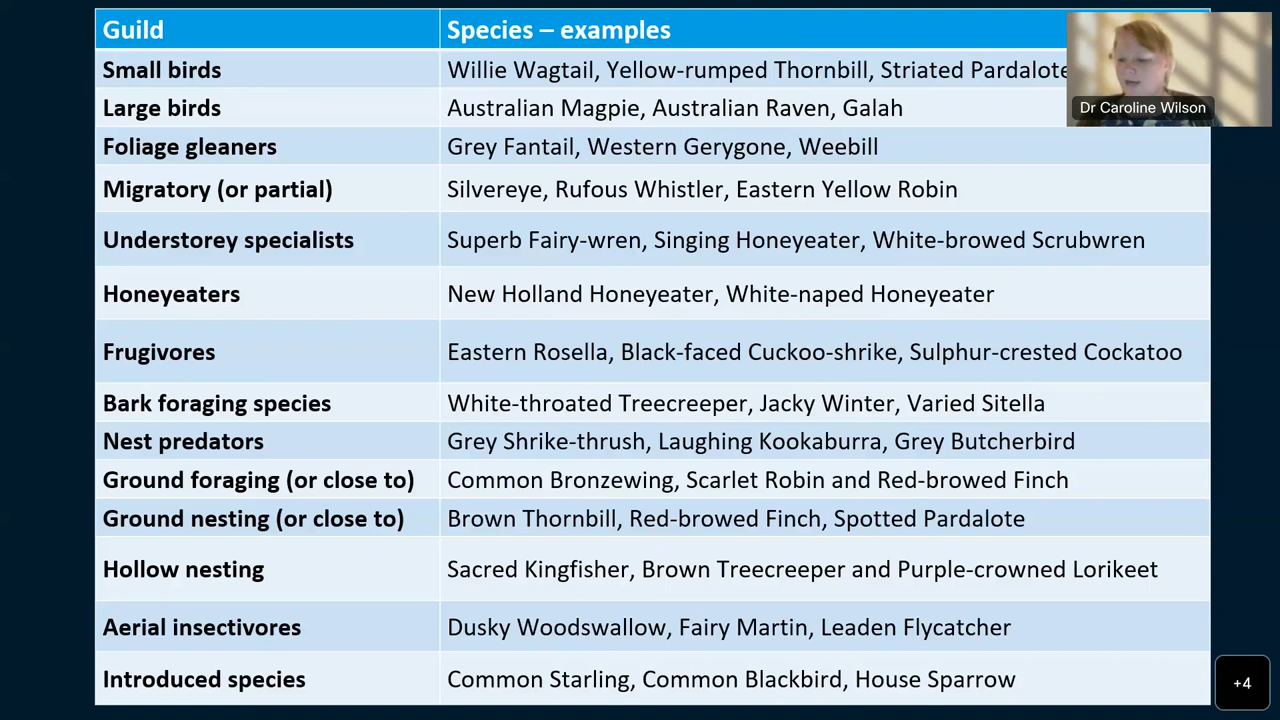 Guild Species – examples
Small birds Willie Wagtail, Yellow-rumped Thornbill, Striated Pardalote
Dr Caroline Wilson
Large birds Australian Magpie, Australian Raven, Galah
Foliage gleaners Grey Fantail, Western Gerygone, Weebill
Migratory (or partial) Silvereye, Rufous Whistler, Eastern Yellow Robin
Understorey specialists Superb Fairy-wren, Singing Honeyeater, White-browed Scrubwren
Honeyeaters New Holland Honeyeater, White-naped Honeyeater
Frugivores Eastern Rosella, Black-faced Cuckoo-shrike, Sulphur-crested Cockatoo
Bark foraging species White-throated Treecreeper, Jacky Winter, Varied Sitella
Nest predators Grey Shrike-thrush, Laughing Kookaburra, Grey Butcherbird
Ground foraging (or close to) Common Bronzewing, Scarlet Robin and Red-browed Finch
Ground nesting (or close to) Brown Thornbill, Red-browed Finch, Spotted Pardalote
Hollow nesting Sacred Kingfisher, Brown Treecreeper and Purple-crowned Lorikeet
Aerial insectivores Dusky Woodswallow, Fairy Martin, Leaden Flycatcher
Introduced species Common Starling, Common Blackbird, House Sparrow
+4